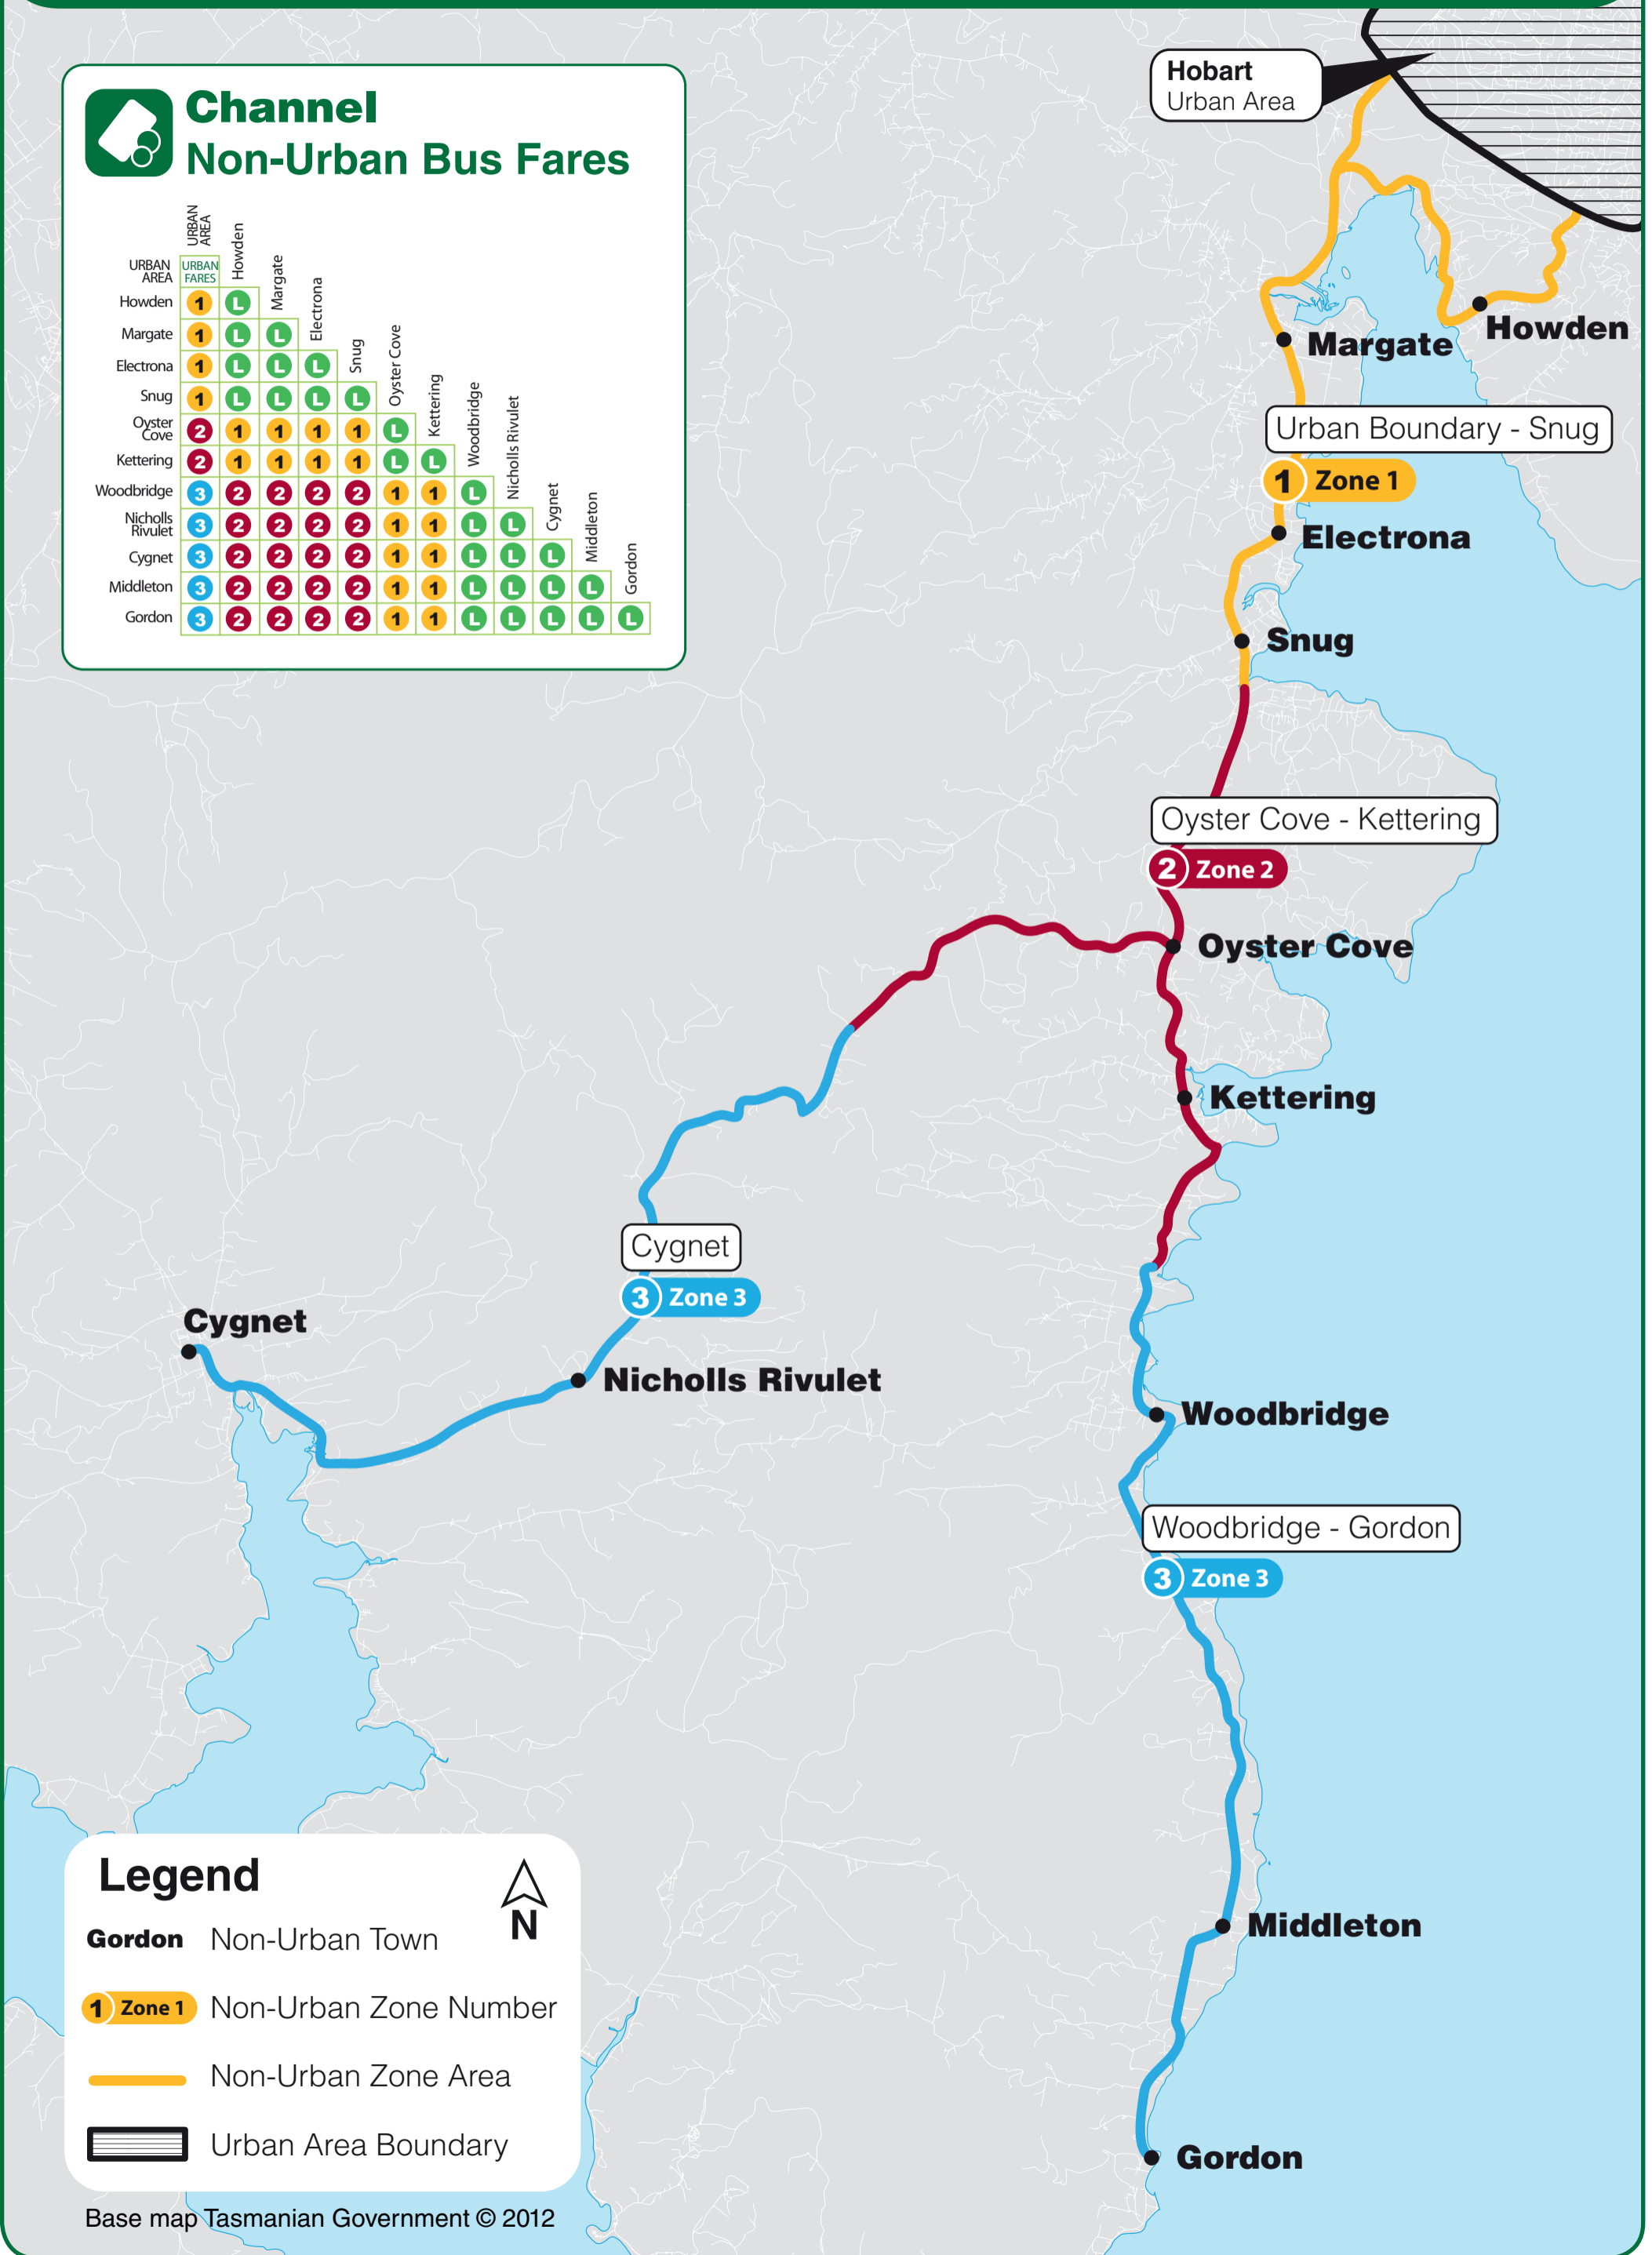 Channel
Non-Urban Bus Fares
URBAN
AREA
Howden
Margate
Electrona
Snug
Oyster Cove
Kettering
Woodbridge
Nicholls Rivulet
Cygnet
Middleton
Gordon
URBAN
AREA
URBAN
FARES
Howden 1 L
Margate 1 L L
Electrona 1 L L L
Snug 1 L L L L
Oyster
Cove 2 1 1 1 1 L
Kettering 2 1 1 1 1 L L
Woodbridge 3 2 2 2 2 1 1 L
Nicholls
Rivulet 3 2 2 2 2 1 1 L L
Cygnet 3 2 2 2 2 1 1 L L L
Middleton 3 2 2 2 2 1 1 L L L L
Gordon 3 2 2 2 2 1 1 L L L L L
Hobart
Urban Area
Howden
Margate
Urban Boundary - Snug
1 Zone 1
Electrona
Snug
Oyster Cove - Kettering
2 Zone 2
Oyster Cove
Kettering
Cygnet
3 Zone 3
Cygnet
Nicholls Rivulet
Woodbridge
Woodbridge - Gordon
3 Zone 3
Middleton
Gordon
Legend
N
Gordon Non-Urban Town
1 Zone 1 Non-Urban Zone Number
Non-Urban Zone Area
Urban Area Boundary
Base map Tasmanian Government © 2012